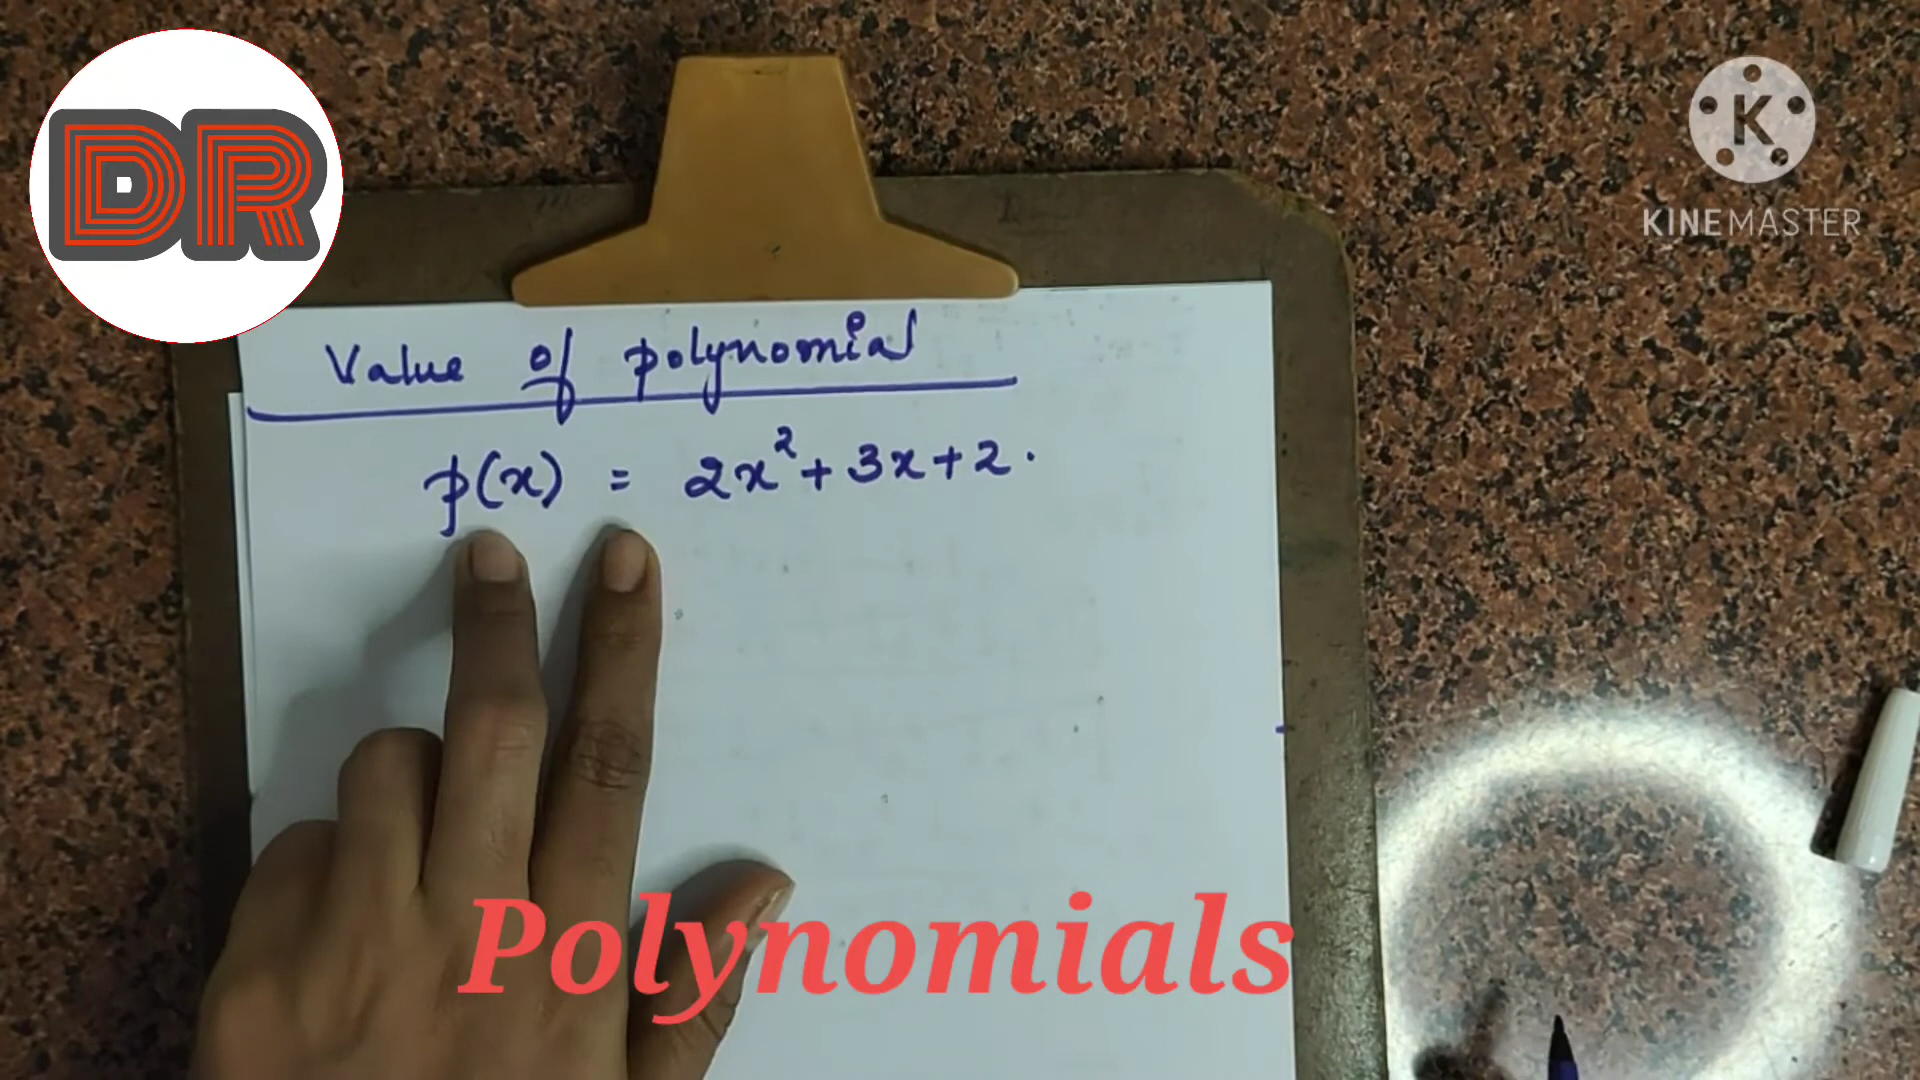 DR
K
KINEMASTER
Value of polynomial
p(x) = 2x² + 3x + 2.
Polynomials